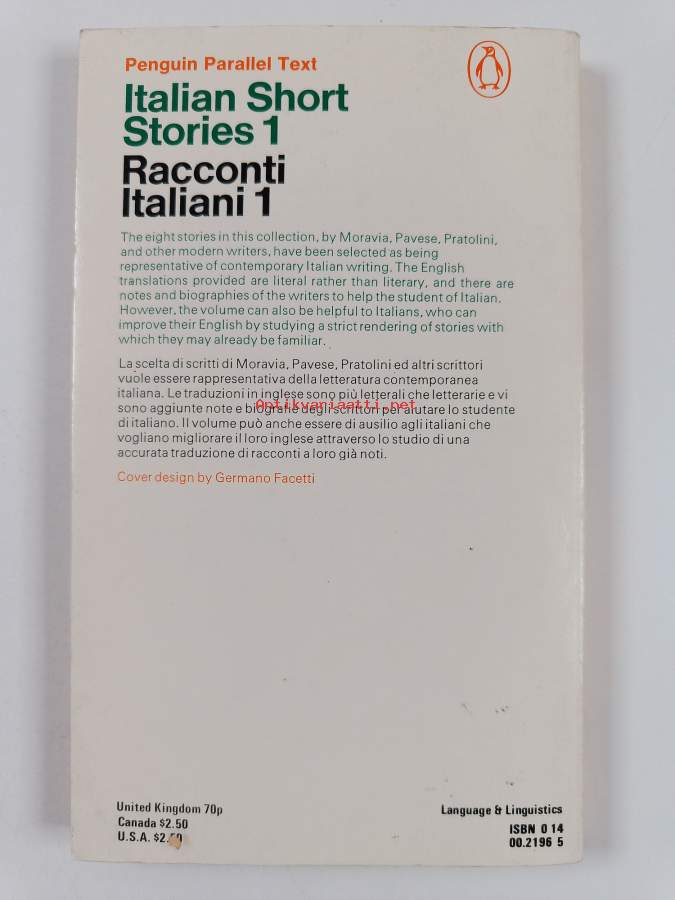 Penguin Parallel Text
Italian Short
Stories 1
Racconti
Italiani 1
The eight stories in this collection, by Moravia, Pavese, Pratolini,
and other modern writers, have been selected as being
representative of contemporary Italian writing. The English
translations provided are literal rather than literary, and there are
notes and biographies of the writers to help the student of Italian.
However, the volume can also be helpful to Italians, who can
improve their English by studying a strict rendering of stories with
which they may already be familiar.
La scelta di scritti di Moravia, Pavese, Pratolini ed altri scrittori
vuole essere rappresentativa della letteratura contemporanea
italiana. Le traduzioni in inglese sono più letterali che letterarie e vi
sono aggiunte note e biografie degli scrittori per aiutare lo studente
Antikvariaatti.net
di italiano. Il volume può anche essere di ausilio agli italiani che
vogliano migliorare il loro inglese attraverso lo studio di una
accurata traduzione di racconti a loro già noti.
Cover design by Germano Facetti
United Kingdom 70p
Canada $2.50
U.S.A.
Language & Linguistics
ISBN 0 14
00.2196 5